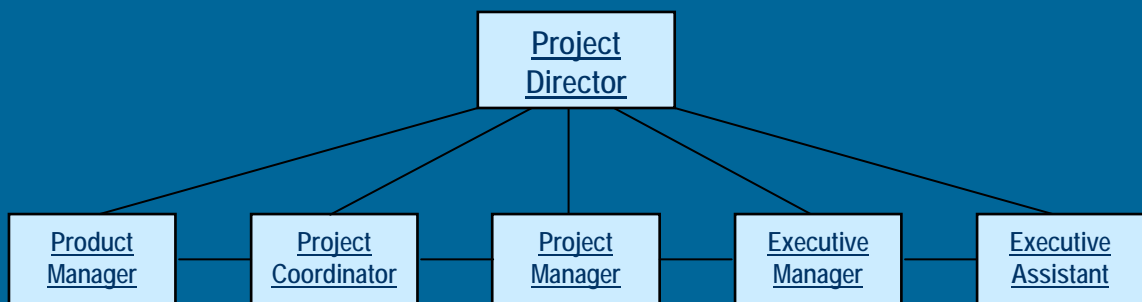 Project
Director
Product
Manager
Project
Coordinator
Project
Manager
Executive
Manager
Executive
Assistant